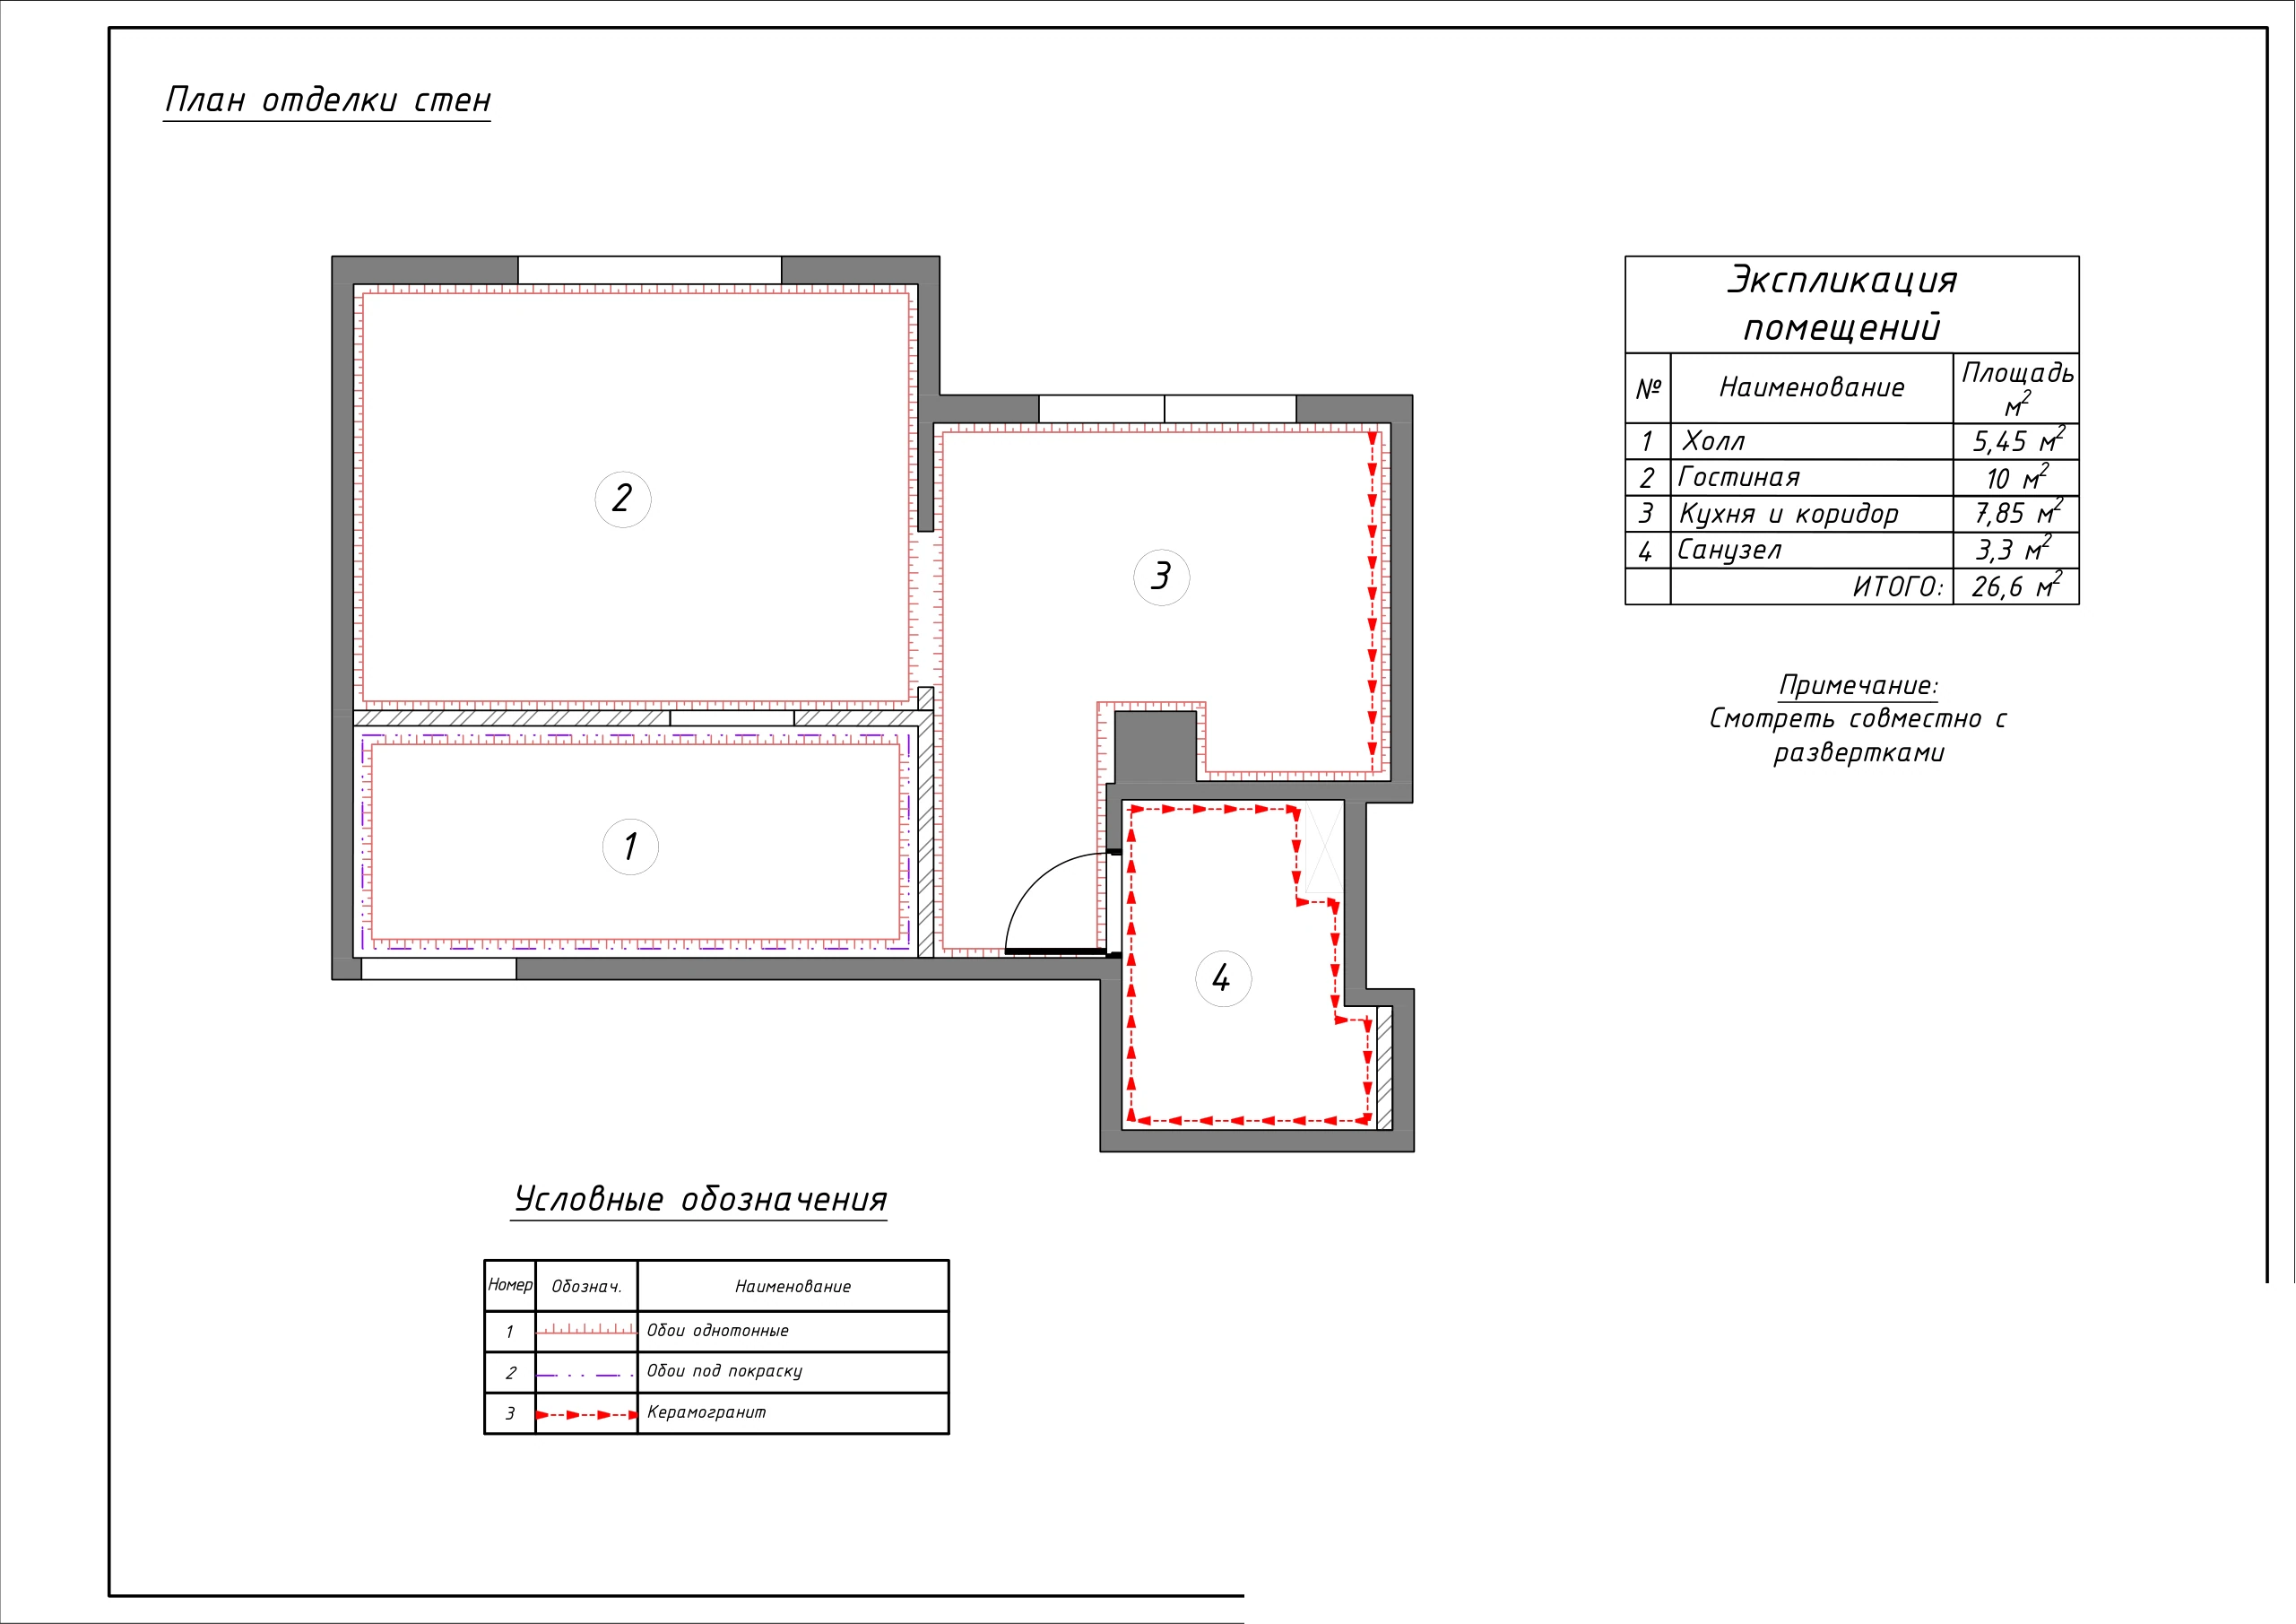 План отделки стен
Экспликация
помещений
№ Наименование Площадь м²
1 Холл 5,45 м²
2 Гостиная 10 м²
3 Кухня и коридор 7,85 м²
4 Санузел 3,3 м²
ИТОГО: 26,6 м²
2
3
1
4
Примечание:
Смотреть совместно с
развертками
Условные обозначения
Номер Обознач. Наименование
1 Обои однотонные
2 Обои под покраску
3 Керамогранит